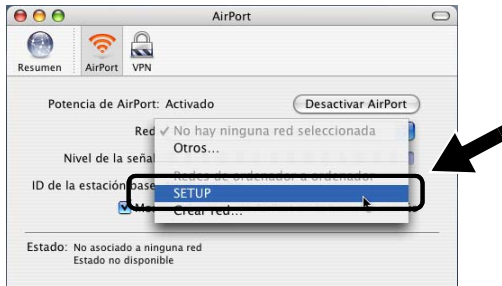 AirPort
Resumen AirPort VPN
Potencia de AirPort: Activado Desactivar AirPort
Red ✓ No hay ninguna red seleccionada
Otros...
Nivel de la señal
Redes de ordenador a ordenador
ID de la estación base
SETUP
Crear red...
Estado: No asociado a ninguna red
Estado no disponible